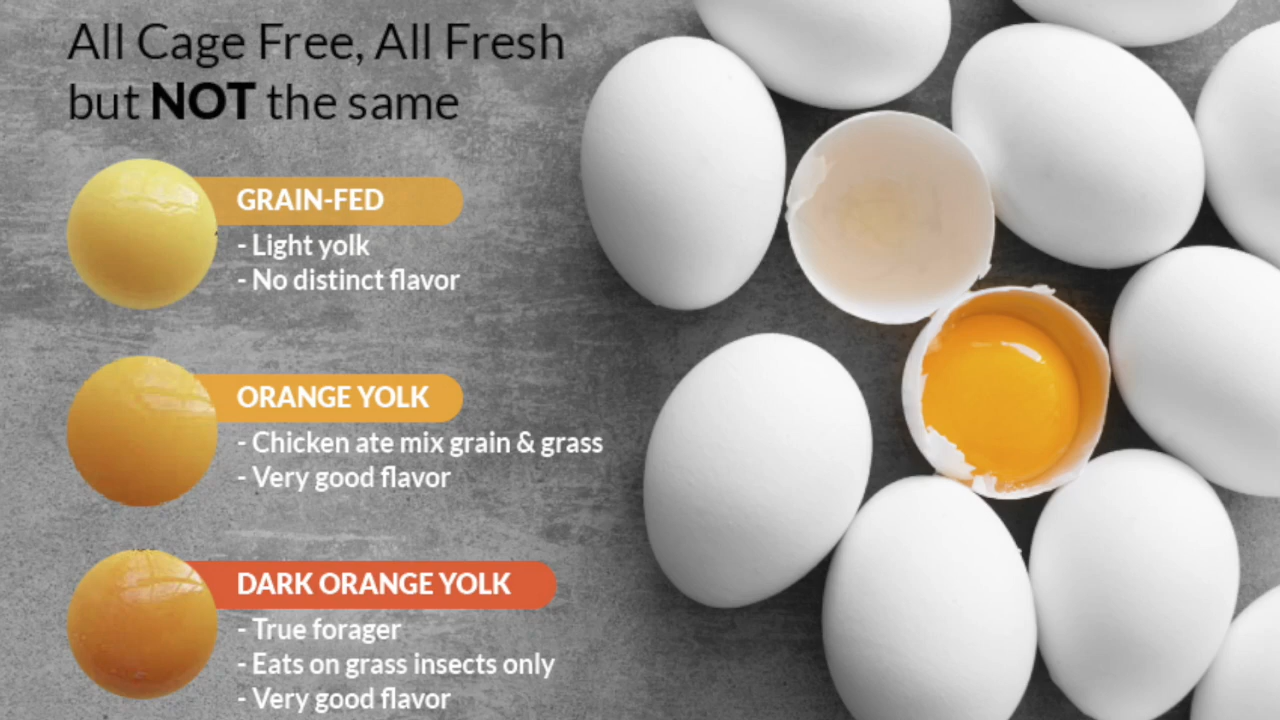 All Cage Free, All Fresh
but NOT the same
GRAIN-FED
- Light yolk
- No distinct flavor
ORANGE YOLK
- Chicken ate mix grain & grass
- Very good flavor
DARK ORANGE YOLK
- True forager
- Eats on grass insects only
- Very good flavor